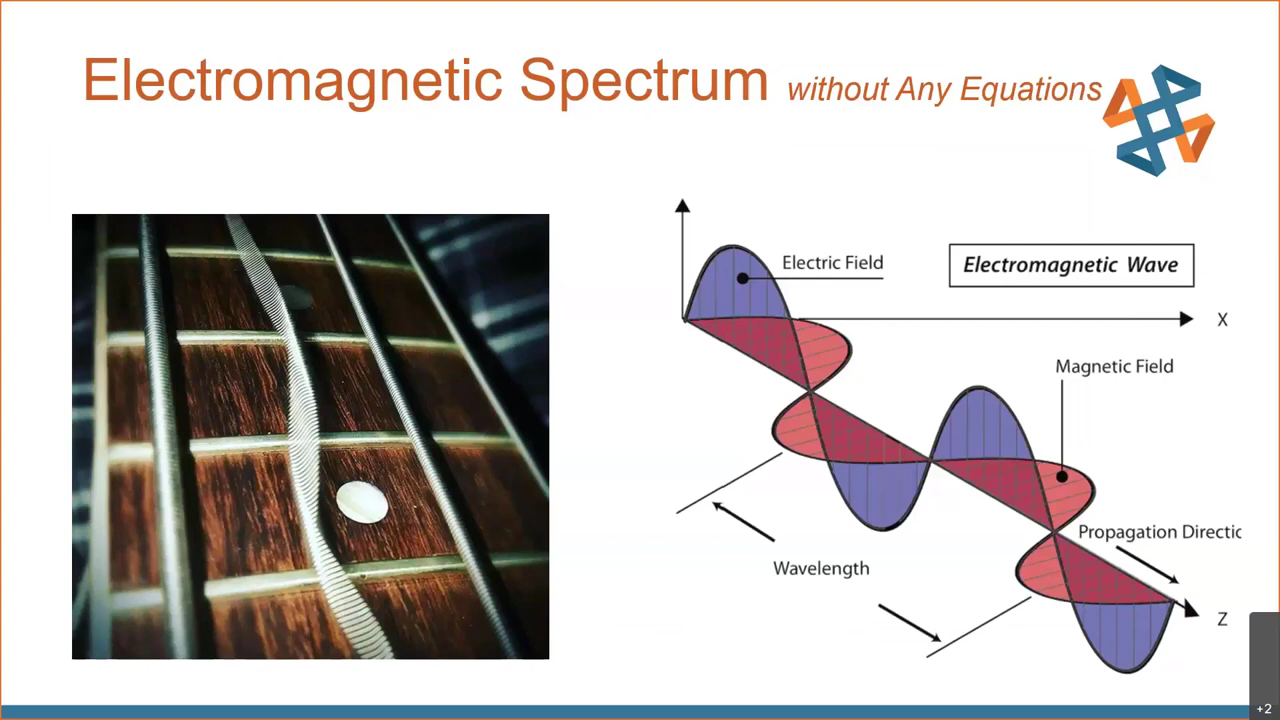 Electromagnetic Spectrum without Any Equations
Electric Field
Electromagnetic Wave
X
Magnetic Field
Propagation Directic
Wavelength
Z
+2